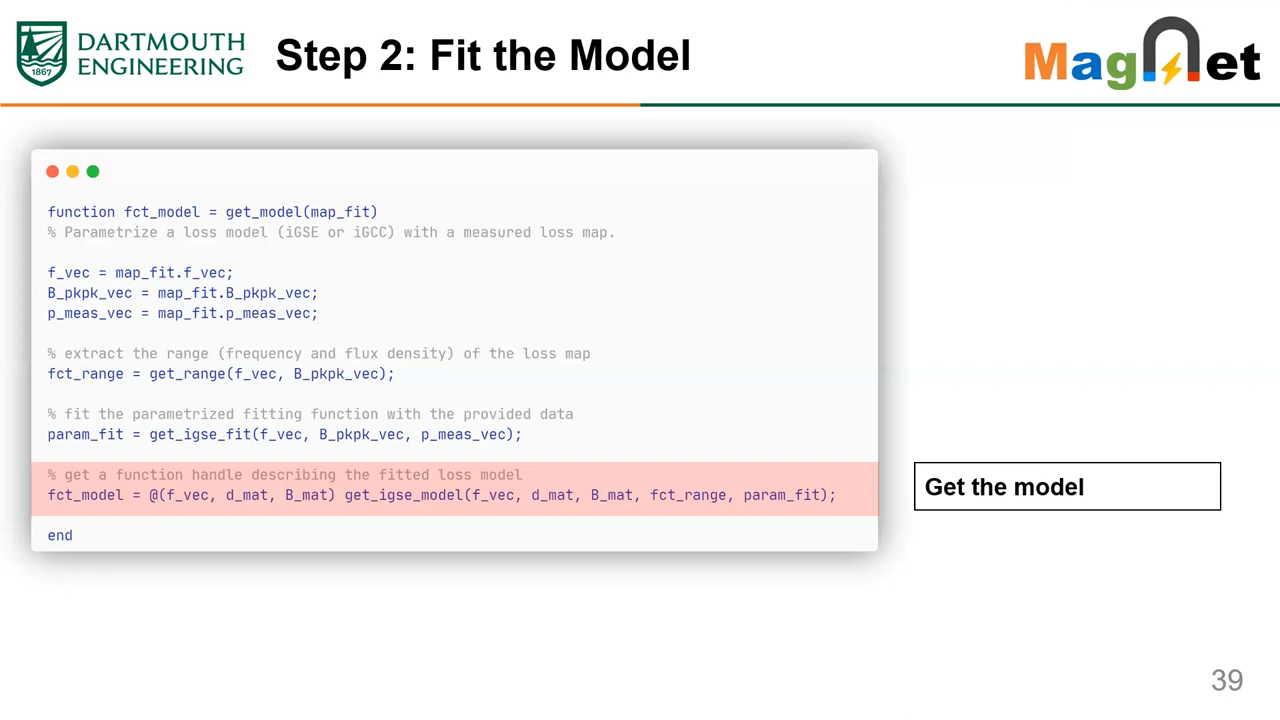 DARTMOUTH
ENGINEERING
1867
Step 2: Fit the Model
MagNet
function fct_model = get_model(map_fit)
% Parametrize a loss model (iGSE or iGCC) with a measured loss map.
f_vec = map_fit.f_vec;
B_pkpk_vec = map_fit.B_pkpk_vec;
p_meas_vec = map_fit.p_meas_vec;
% extract the range (frequency and flux density) of the loss map
fct_range = get_range(f_vec, B_pkpk_vec);
% fit the parametrized fitting function with the provided data
param_fit = get_igse_fit(f_vec, B_pkpk_vec, p_meas_vec);
% get a function handle describing the fitted loss model
fct_model = @(f_vec, d_mat, B_mat) get_igse_model(f_vec, d_mat, B_mat, fct_range, param_fit);
end
Get the model
39